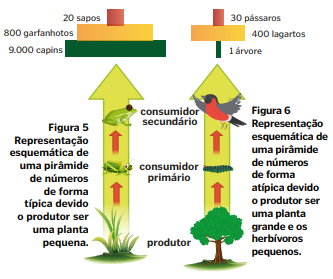 20 sapos
800 garfanhotos
9.000 capins
30 pássaros
400 lagartos
1 árvore
Figura 5
Representação
esquemática de
uma pirâmide
de números
de forma
típica devido
o produtor ser
uma planta
pequena.
consumidor
secundário
consumidor
primário
produtor
Figura 6
Representação
esquemática de
uma pirâmide
de números
de forma
atípica devido
o produtor ser
uma planta
grande e os
herbívoros
pequenos.